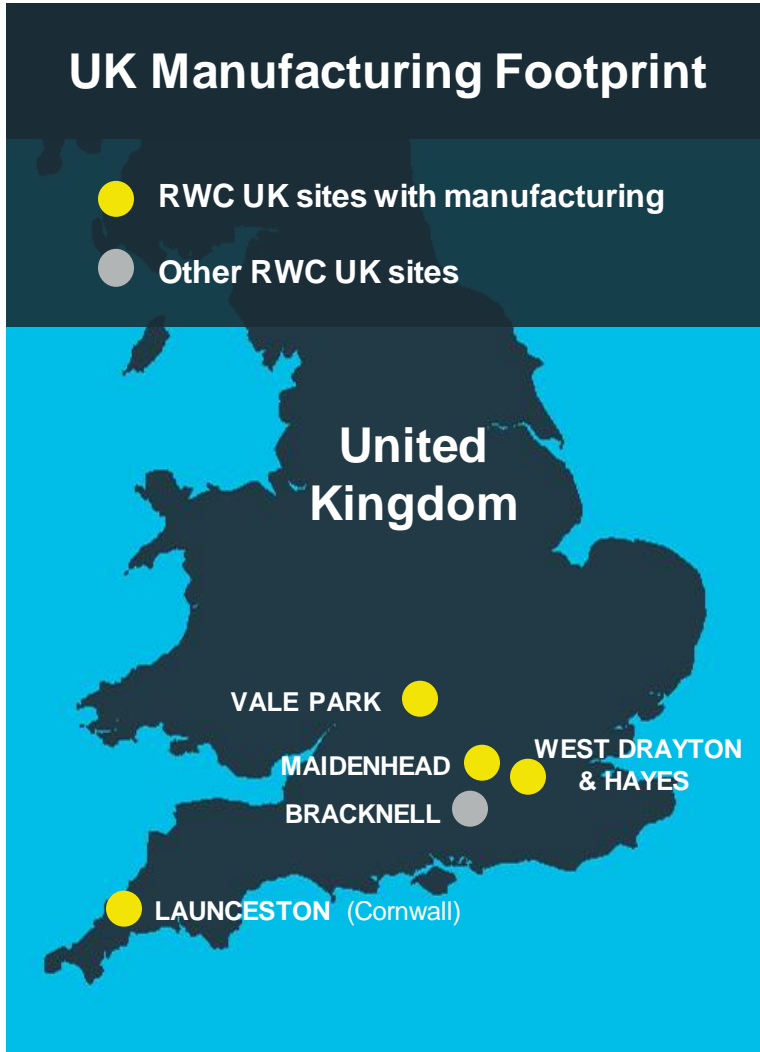 UK Manufacturing Footprint
RWC UK sites with manufacturing
Other RWC UK sites
United
Kingdom
VALE PARK
MAIDENHEAD
WEST DRAYTON
& HAYES
BRACKNELL
LAUNCESTON (Cornwall)